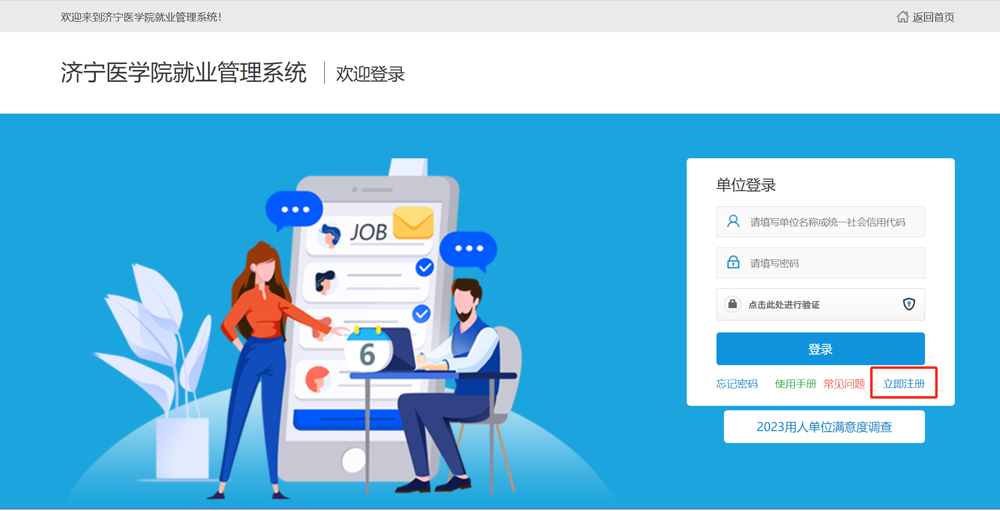 欢迎来到济宁医学院就业管理系统！
返回首页
济宁医学院就业管理系统
欢迎登录
JOB
6
单位登录
请填写单位名称或统一社会信用代码
请填写密码
点击此处进行验证
登录
忘记密码 使用手册 常见问题 立即注册
2023用人单位满意度调查